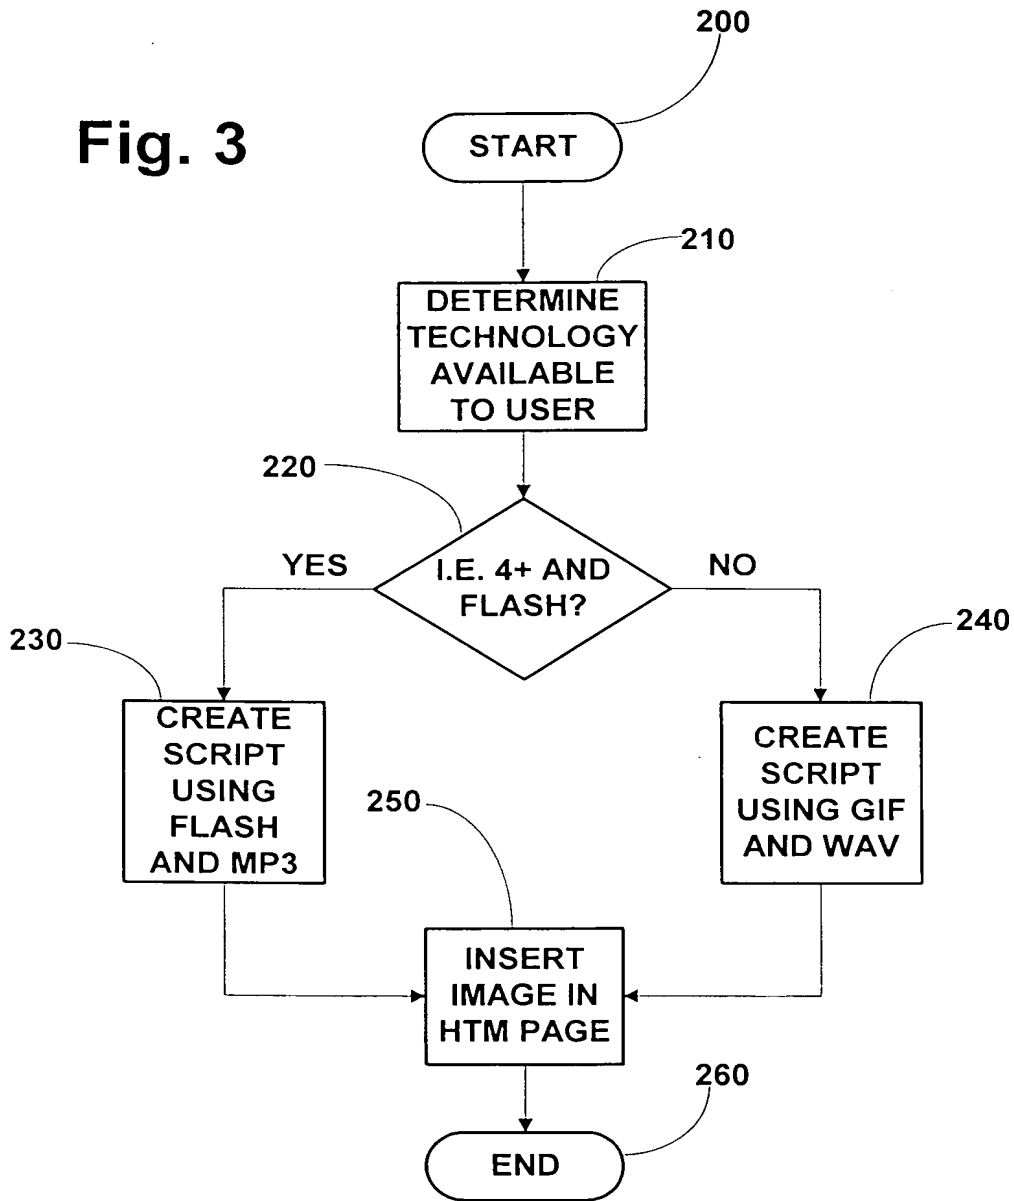 200
Fig. 3
START
210
DETERMINE
TECHNOLOGY
AVAILABLE
TO USER
220
I.E. 4+ AND
FLASH?
YES
NO
230
CREATE
SCRIPT
USING
FLASH
AND MP3
240
CREATE
SCRIPT
USING GIF
AND WAV
250
INSERT
IMAGE IN
HTM PAGE
260
END